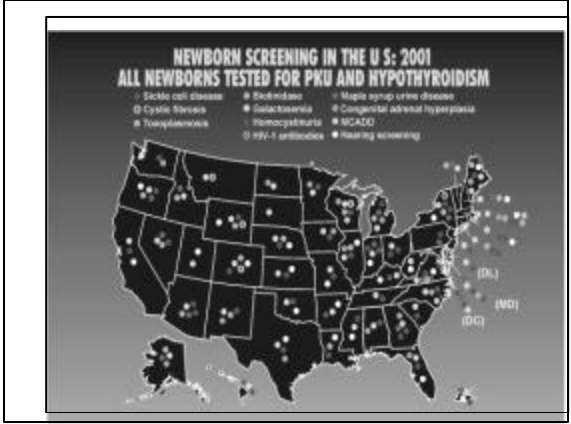 NEWBORN SCREENING IN THE U S: 2001
ALL NEWBORNS TESTED FOR PKU AND HYPOTHYROIDISM
Sickle cell disease
Cystic fibrosis
Toxoplasmosis
Biotinidase
Galactosemia
Homocystinuria
HIV-1 antibodies
Maple syrup urine disease
Congenital adrenal hyperplasia
MCADD
Hearing screening
(DL)
(MD)
(DC)